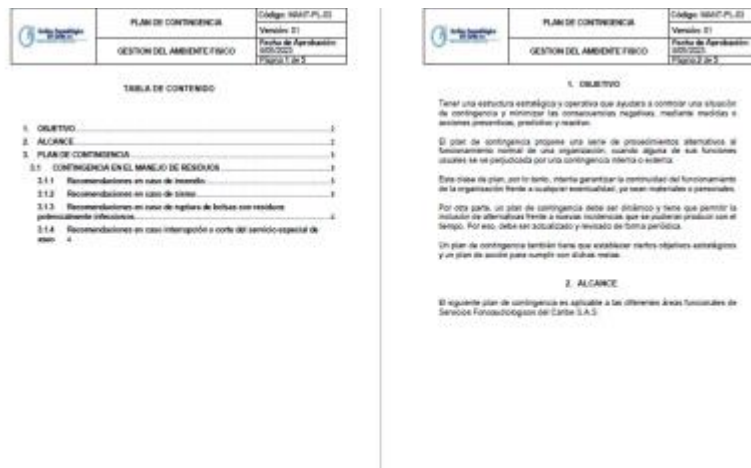 PLAN DE CONTINGENCIA
GESTION DEL AMBIENTE FISICO
Versión: 01
Fecha de Aprobación:
Página 1 de 5
TABLA DE CONTENIDO
1. OBJETIVO
2. ALCANCE
3. PLAN DE CONTINGENCIA
3.1 CONTINGENCIA EN EL MANEJO DE RESIDUOS
3.1.1 Recomendaciones en caso de incendio
3.1.2 Recomendaciones en caso de sismo
3.1.3 Recomendaciones en caso de ruptura de bolsas con residuos
potencialmente infecciosos
3.1.4 Recomendaciones en caso interrupción o corte del servicio especial de
aseo 4
PLAN DE CONTINGENCIA
GESTION DEL AMBIENTE FISICO
Versión: 01
Fecha de Aprobación:
Página 2 de 5
1. OBJETIVO
Tener una estructura estratégica y operativa que ayudara a controlar una situación
de contingencia y minimizar las consecuencias negativas, mediante medidas o
acciones preventivas, predictivo y reactivo.
El plan de contingencia propone una serie de procedimientos alternativos al
funcionamiento normal de una organización, cuando alguna de sus funciones
usuales se ve perjudicada por una contingencia interna o externa.
Esta clase de plan, por lo tanto, intenta garantizar la continuidad del funcionamiento
de la organización frente a cualquier eventualidad, ya sean materiales o personales.
Por otra parte, un plan de contingencia debe ser dinámico y tiene que permitir la
inclusión de alternativas frente a nuevas incidencias que se pudieran producir con el
tiempo. Por eso, debe ser actualizado y revisado de forma periódica.
Un plan de contingencia también tiene que establecer ciertos objetivos estratégicos
y un plan de acción para cumplir con dichas metas.
2. ALCANCE
El siguiente plan de contingencia es aplicable a las diferentes áreas funcionales de
Servicios Fonoaudiológicos del Caribe S.A.S